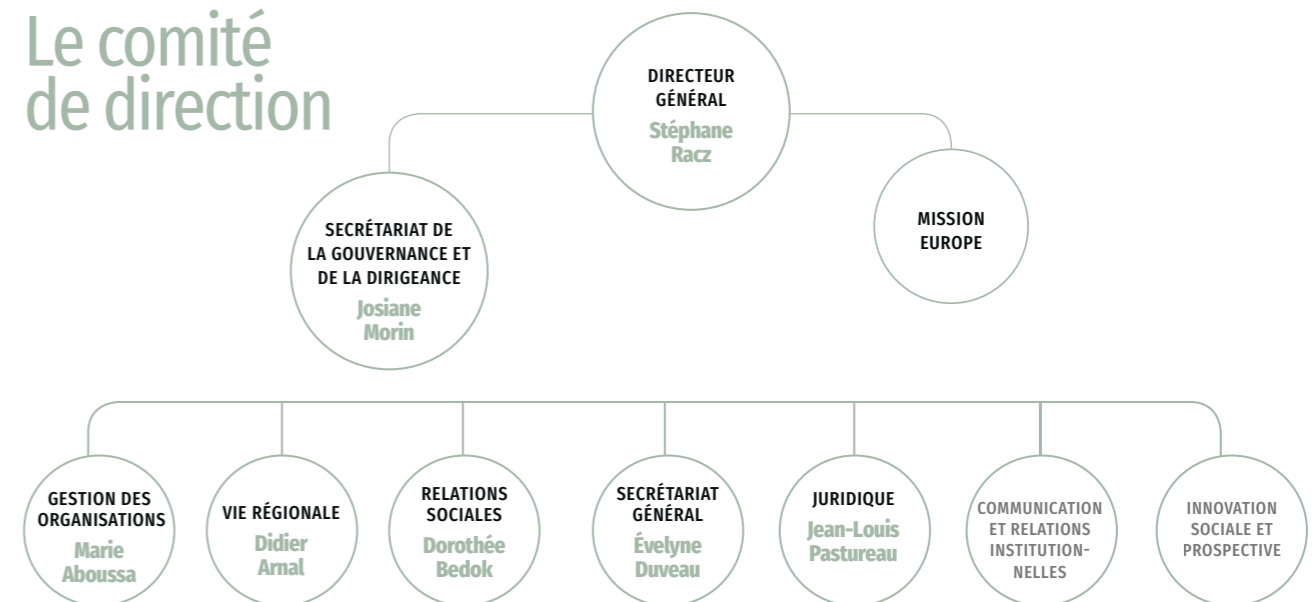 Le comité
de direction
DIRECTEUR
GÉNÉRAL
Stéphane
Racz
SECRÉTARIAT DE
LA GOUVERNANCE ET
DE LA DIRIGEANCE
Josiane
Morin
MISSION
EUROPE
GESTION DES
ORGANISATIONS
Marie
Aboussa
VIE RÉGIONALE
Didier
Arnal
RELATIONS
SOCIALES
Dorothée
Bedok
SECRÉTARIAT
GÉNÉRAL
Évelyne
Duveau
JURIDIQUE
Jean-Louis
Pastureau
COMMUNICATION
ET RELATIONS
INSTITUTION-
NELLES
INNOVATION
SOCIALE ET
PROSPECTIVE